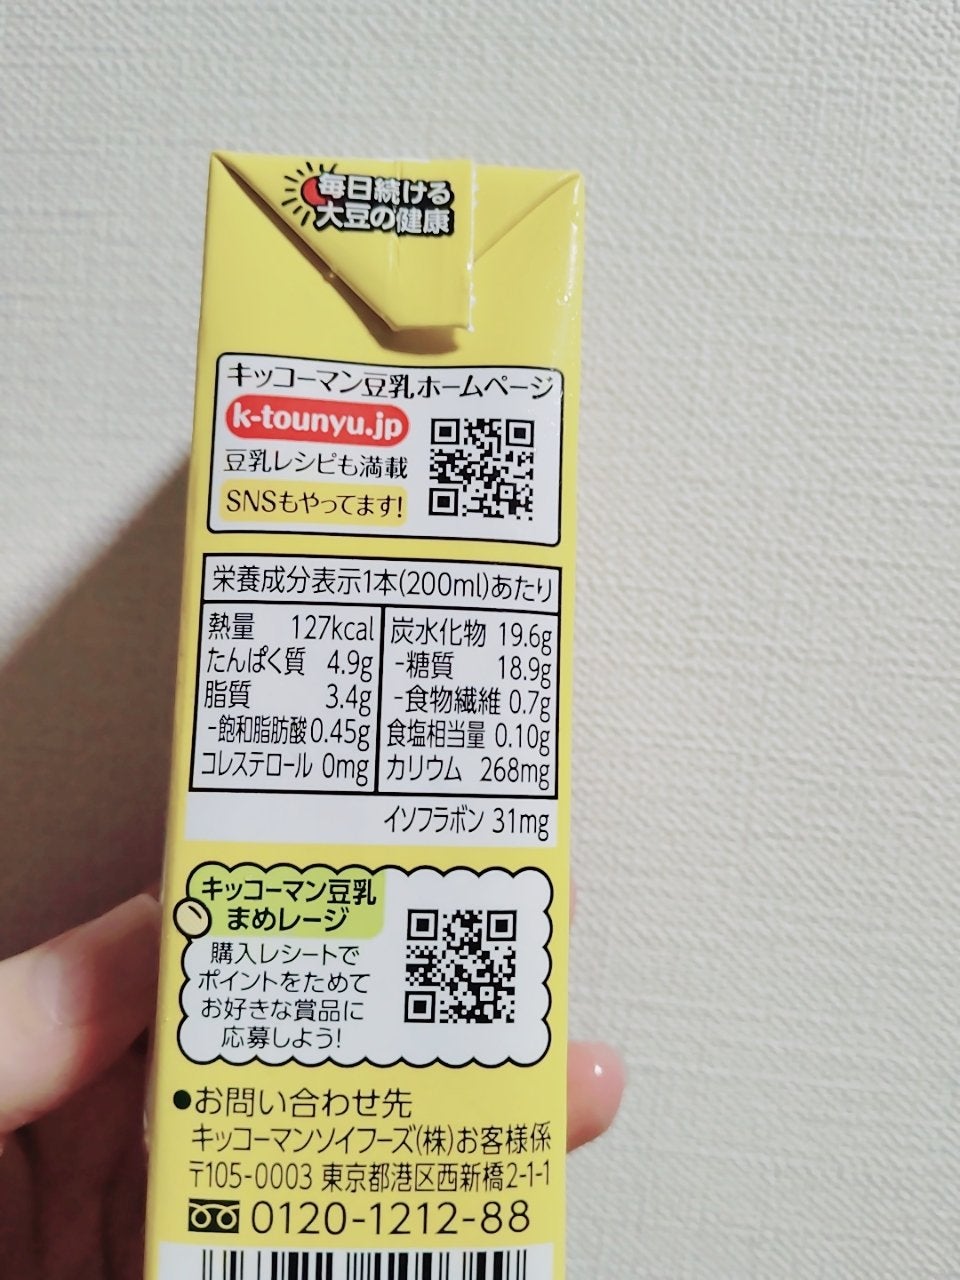 毎日続ける
大豆の健康
キッコーマン豆乳ホームページ
k-tounyu.jp
豆乳レシピも満載
SNSもやってます!
栄養成分表示1本(200ml)あたり
熱量 127kcal
たんぱく質 4.9g
脂質 3.4g
-飽和脂肪酸 0.45g
コレステロール 0mg
炭水化物 19.6g
-糖質 18.9g
-食物繊維 0.7g
食塩相当量 0.10g
カリウム 268mg
イソフラボン 31mg
キッコーマン豆乳
まめレージ
購入レシートで
ポイントをためて
お好きな賞品に
応募しよう!
●お問い合わせ先
キッコーマンソイフーズ(株)お客様係
〒105-0003 東京都港区西新橋2-1-1
0120-1212-88